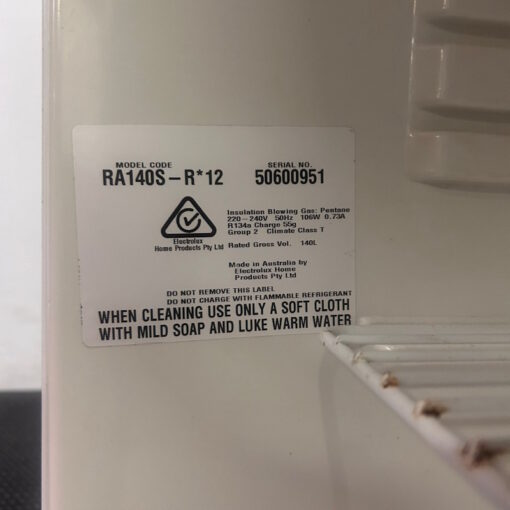 MODEL CODE SERIAL NO.
RA140S-R*12 50600951
Insulation Blowing Gas: Pentane
220-240V 50Hz 106W 0.73A
R134a Charge 55g
Group 2 Climate Class T
Electrolux
Home Products Pty Ltd
Rated Gross Vol. 140L
Made in Australia by
Electrolux Home
Products Pty Ltd
DO NOT REMOVE THIS LABEL
DO NOT CHARGE WITH FLAMMABLE REFRIGERANT
WHEN CLEANING USE ONLY A SOFT CLOTH
WITH MILD SOAP AND LUKE WARM WATER